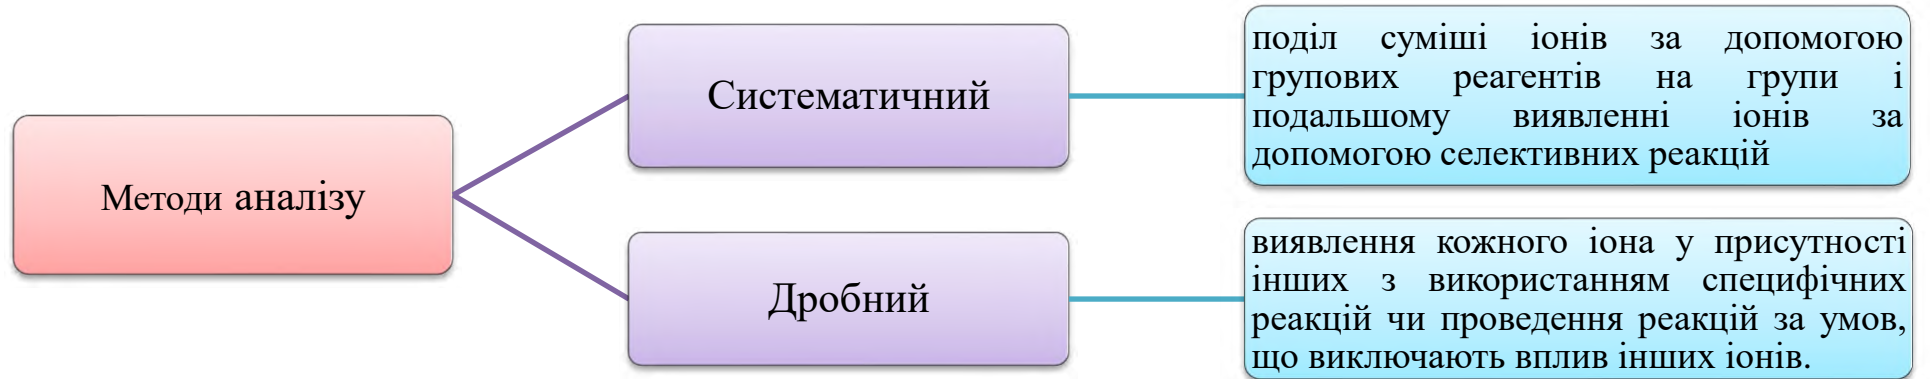 Методи аналізу
Систематичний
поділ суміші іонів за допомогою
групових реагентів на групи і
подальшому виявленні іонів за
допомогою селективних реакцій
Дробний
виявлення кожного іона у присутності
інших з використанням специфічних
реакцій чи проведення реакцій за умов,
що виключають вплив інших іонів.